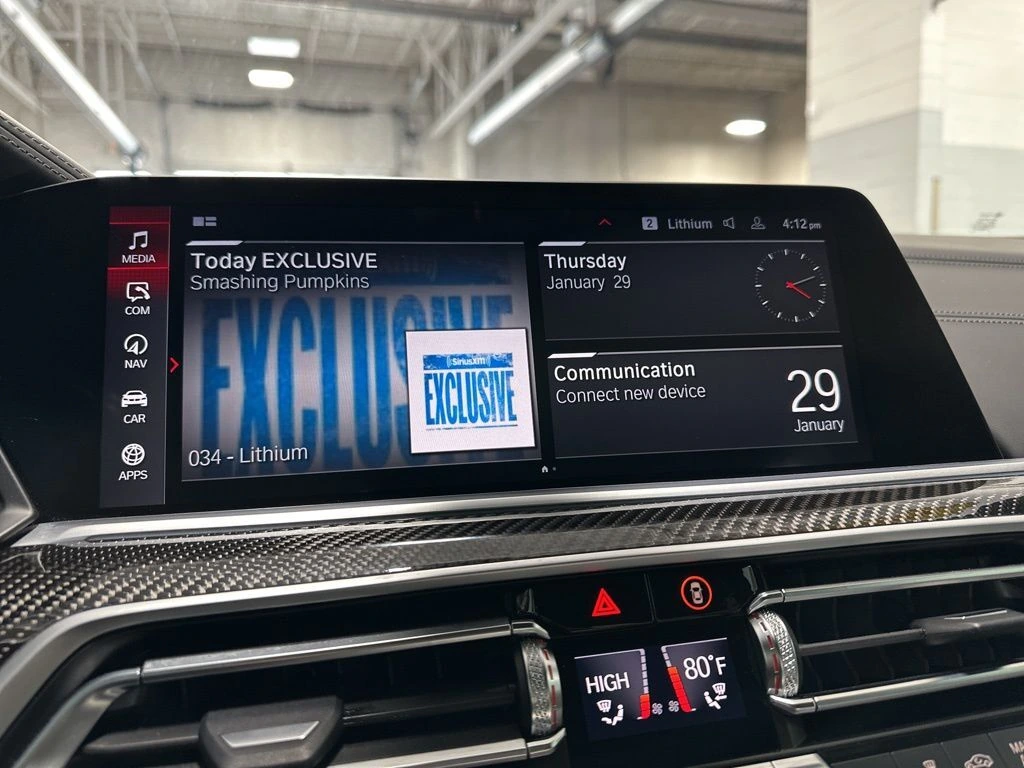 2 Lithium 4:12 pm
MEDIA
COM
NAV
CAR
APPS
Today EXCLUSIVE
Smashing Pumpkins
EXCLUSIVE
((SiriusXM))
EXCLUSIVE
034 - Lithium
Thursday
January 29
Communication
Connect new device
29
January
HIGH
80°F